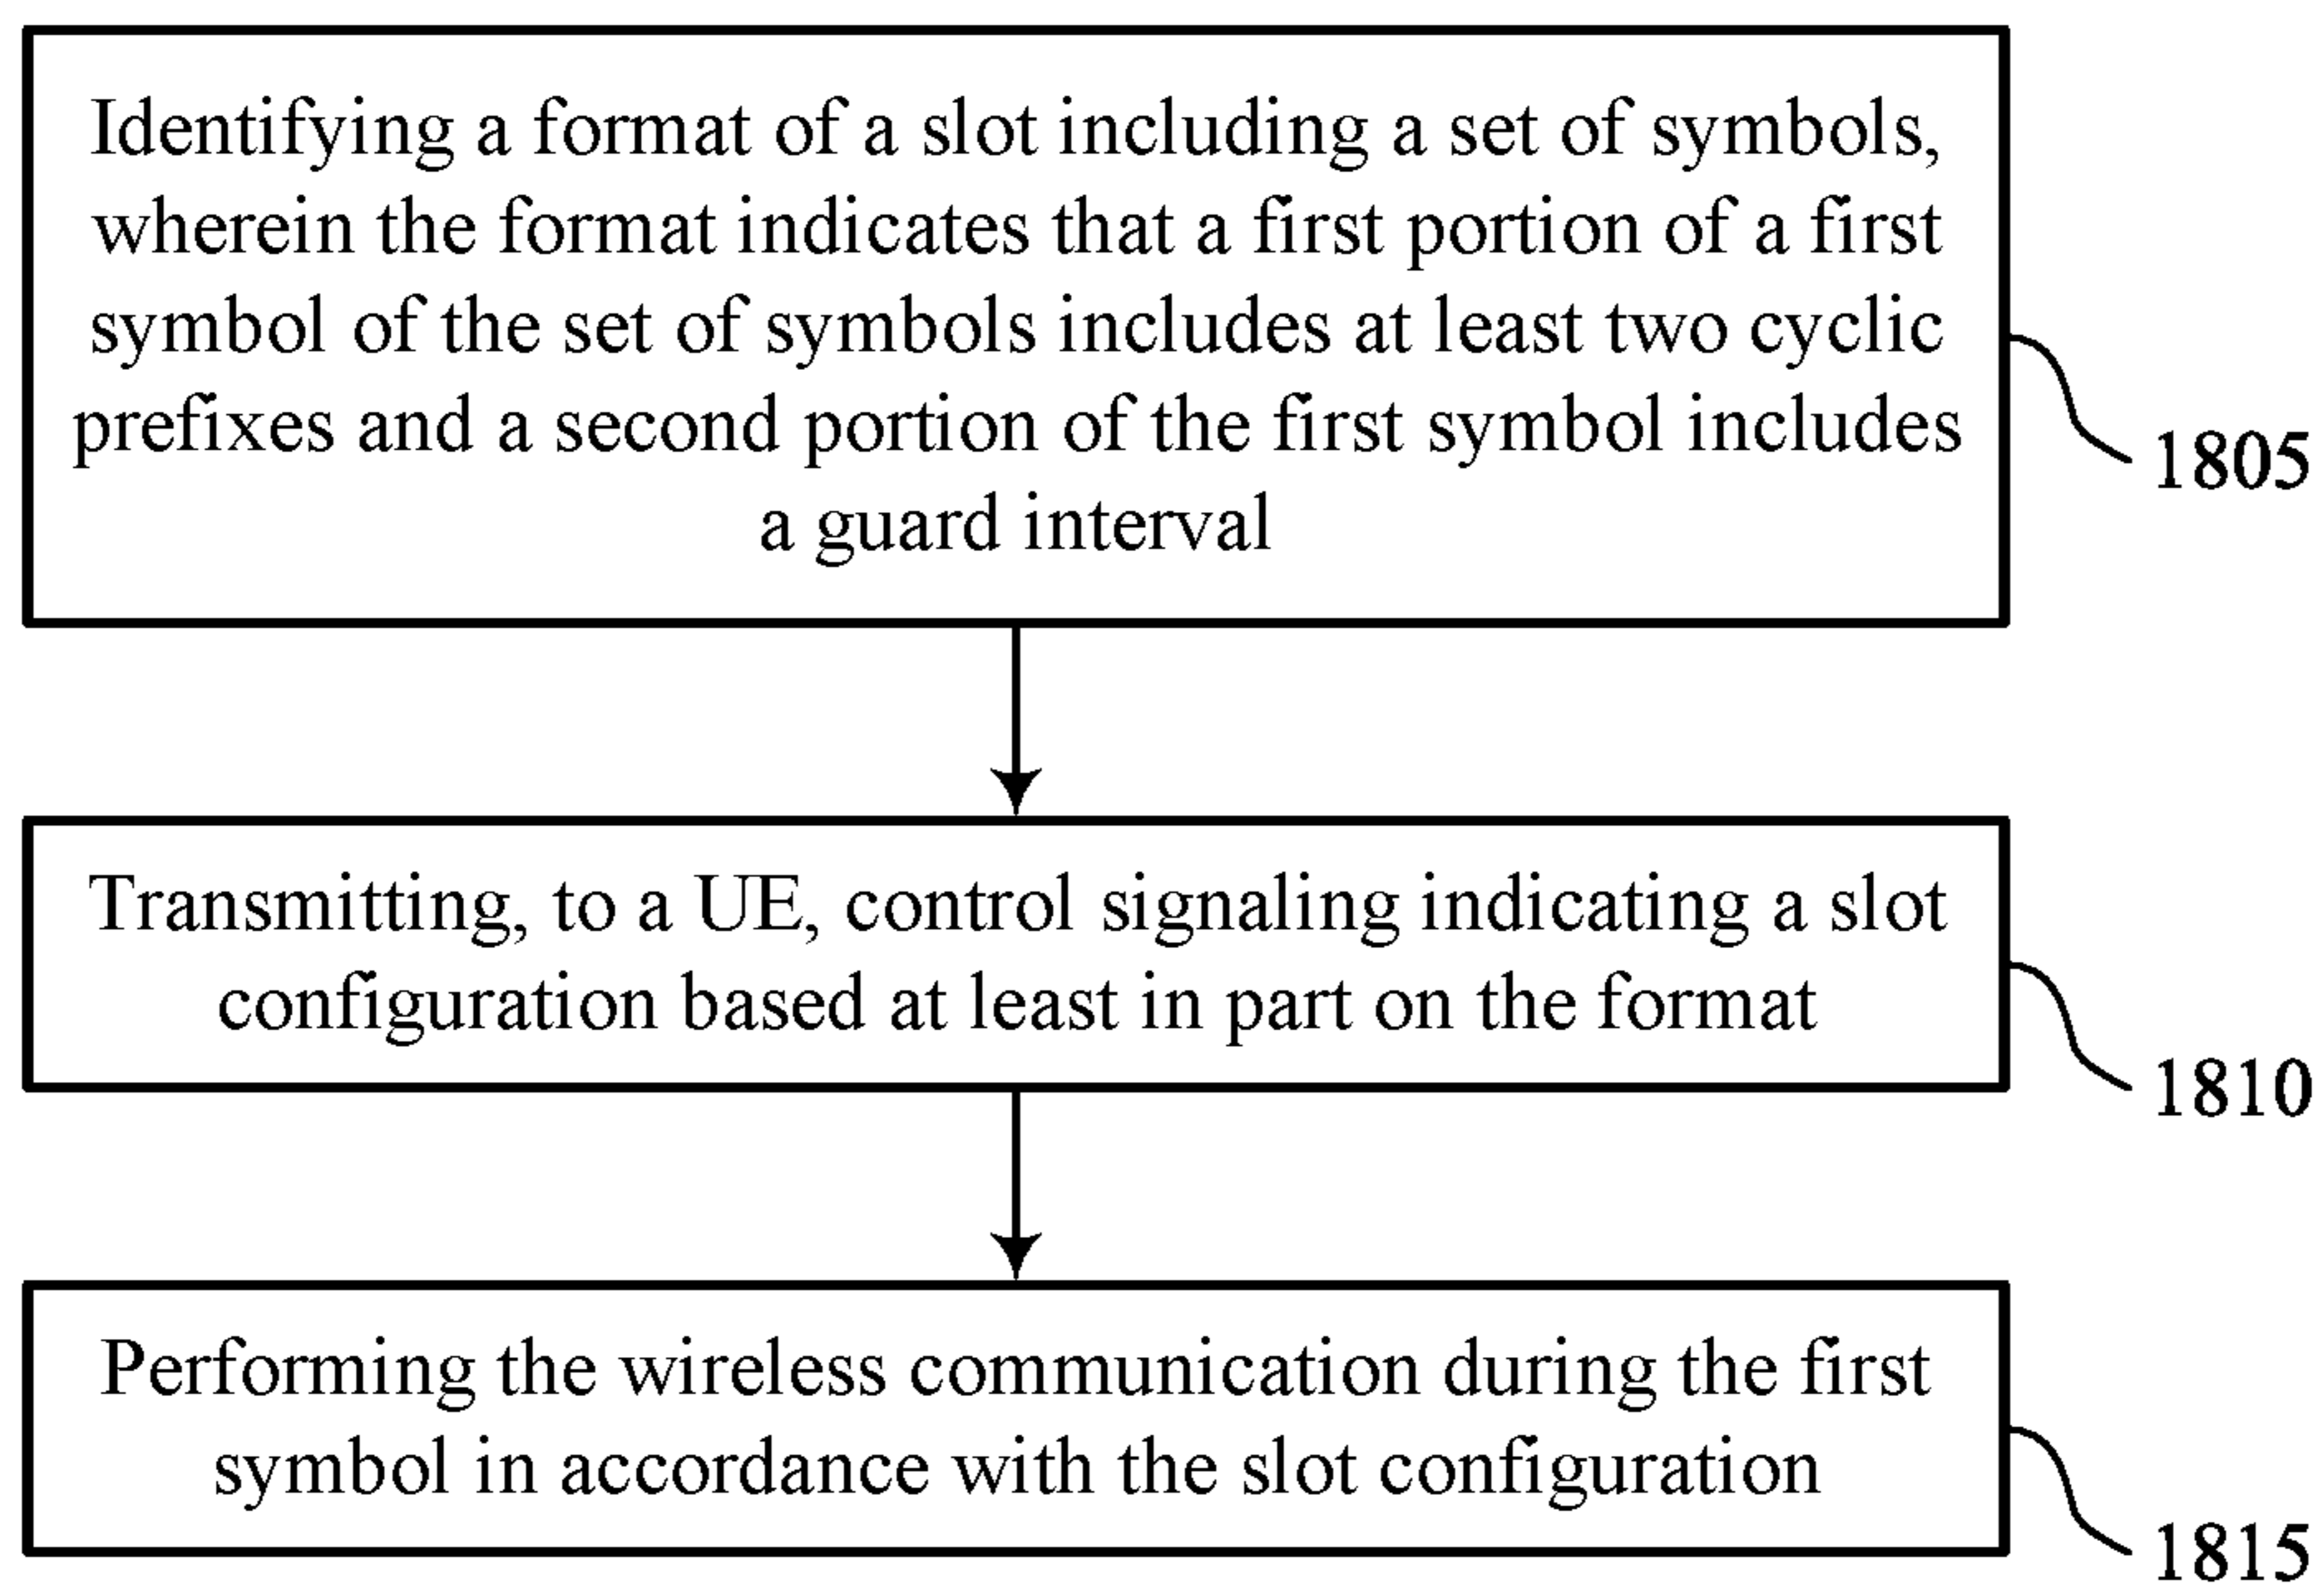 Identifying a format of a slot including a set of symbols,
wherein the format indicates that a first portion of a first
symbol of the set of symbols includes at least two cyclic
prefixes and a second portion of the first symbol includes
a guard interval
1805
Transmitting, to a UE, control signaling indicating a slot
configuration based at least in part on the format
1810
Performing the wireless communication during the first
symbol in accordance with the slot configuration
1815